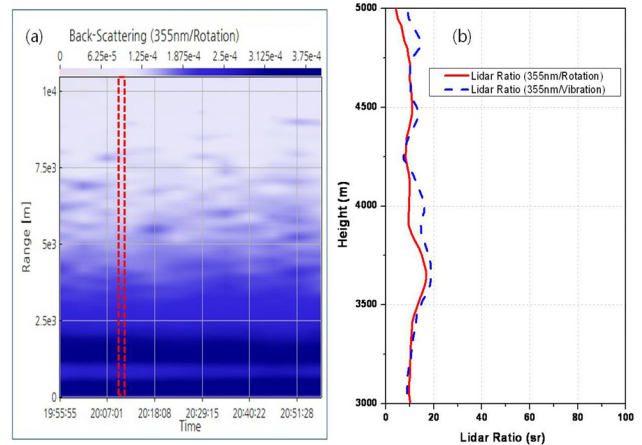 (a)
Back-Scattering (355nm/Rotation)
0 6.25e-5 1.25e-4 1.875e-4 2.5e-4 3.125e-4 3.75e-4
Range [m]
1e4
7.5e3
5e3
2.5e3
0
19:55:55 20:07:01 20:18:08 20:29:15 20:40:22 20:51:28
Time
(b)
Lidar Ratio (355nm/Rotation)
Lidar Ratio (355nm/Vibration)
Height (m)
5000
4500
4000
3500
3000
0 20 40 60 80 100
Lidar Ratio (sr)